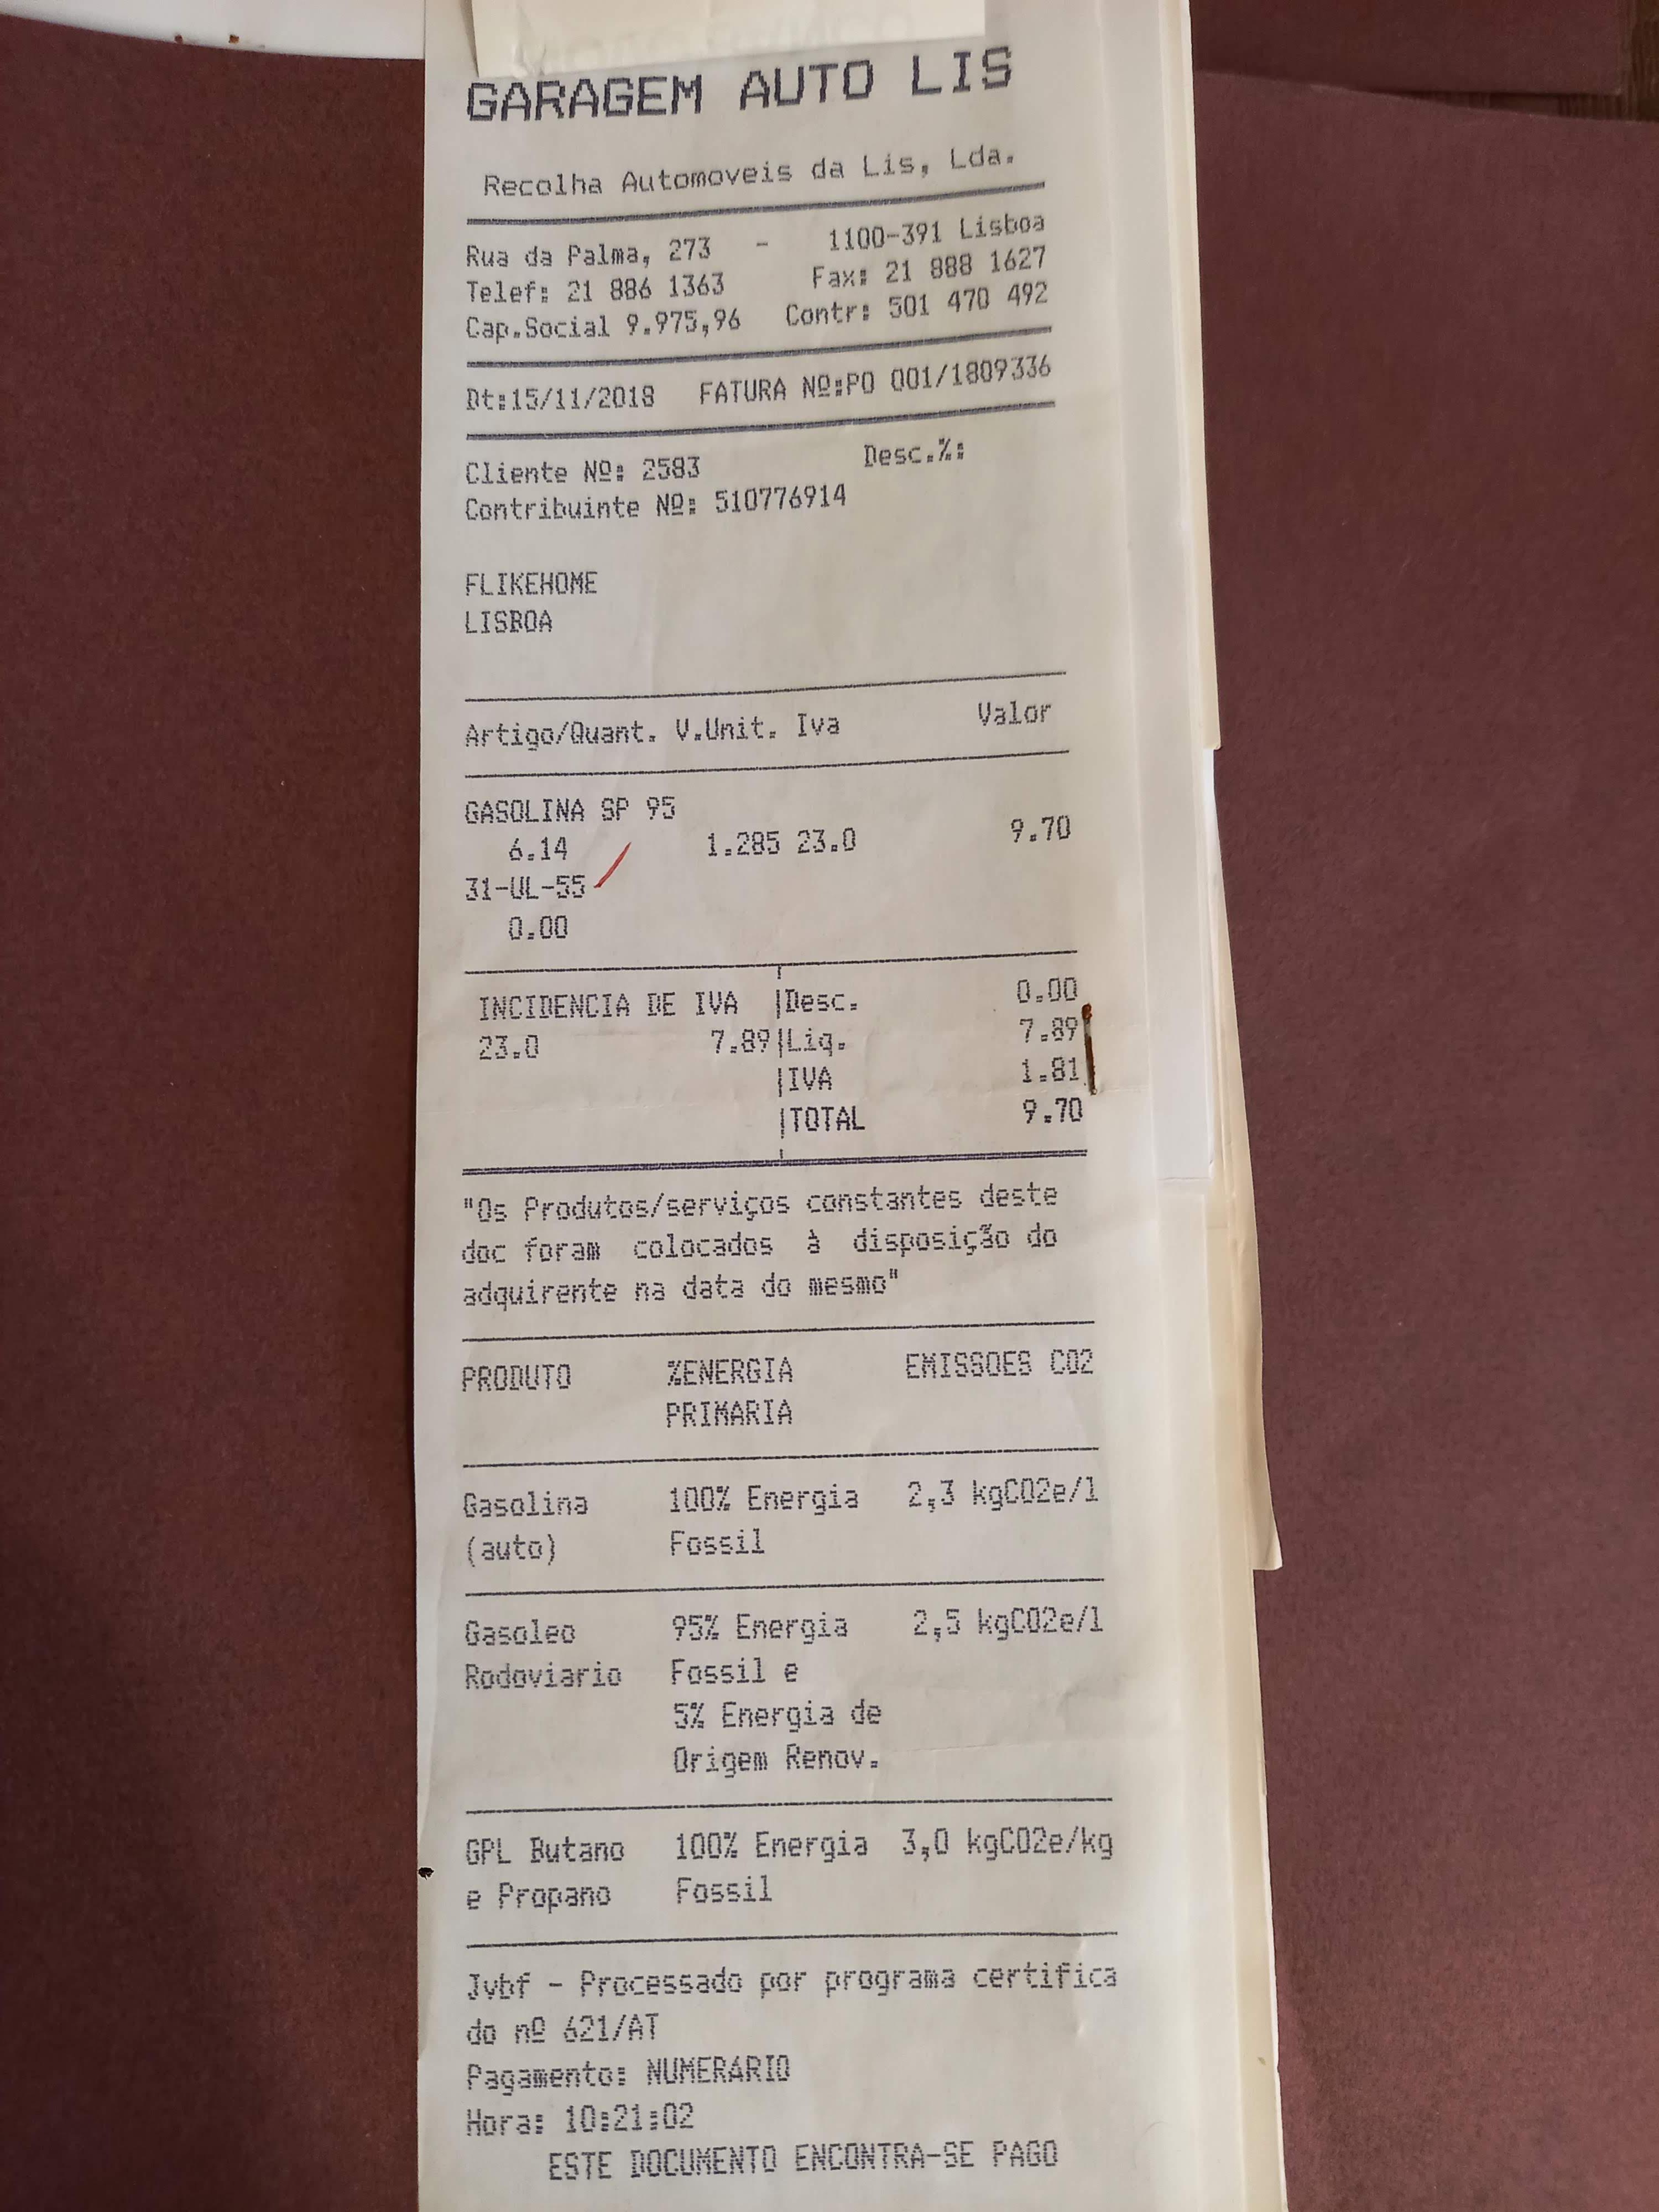 GARAGEM AUTO LIS
Recolha Automoveis da Lis, Lda.
Rua da Palma, 273 - 1100-391 Lisboa
Telef: 21 886 1363 Fax: 21 888 1627
Cap.Social 9.975,96 Contr: 501 470 492
Dt:15/11/2018 FATURA Nº:PO 001/1809336
Cliente Nº: 2583 Desc.%:
Contribuinte Nº: 510776914
FLIKEHOME
LISBOA
Artigo/Quant. V.Unit. Iva Valor
GASOLINA SP 95
6.14 1.285 23.0 9.70
31-UL-55
0.00
INCIDENCIA DE IVA |Desc. 0.00
23.0 7.89|Liq. 7.89
|IVA 1.81
|TOTAL 9.70
"Os Produtos/serviços constantes deste
doc foram colocados à disposição do
adquirente na data do mesmo"
PRODUTO %ENERGIA EMISSOES CO2
PRIMARIA
Gasolina 100% Energia 2,3 kgCO2e/l
(auto) Fossil
Gasoleo 95% Energia 2,5 kgCO2e/l
Rodoviario Fossil e
5% Energia de
Origem Renov.
GPL Butano 100% Energia 3,0 kgCO2e/kg
e Propano Fossil
Jvbf - Processado por programa certifica
do nº 621/AT
Pagamento: NUMERÁRIO
Hora: 10:21:02
ESTE DOCUMENTO ENCONTRA-SE PAGO